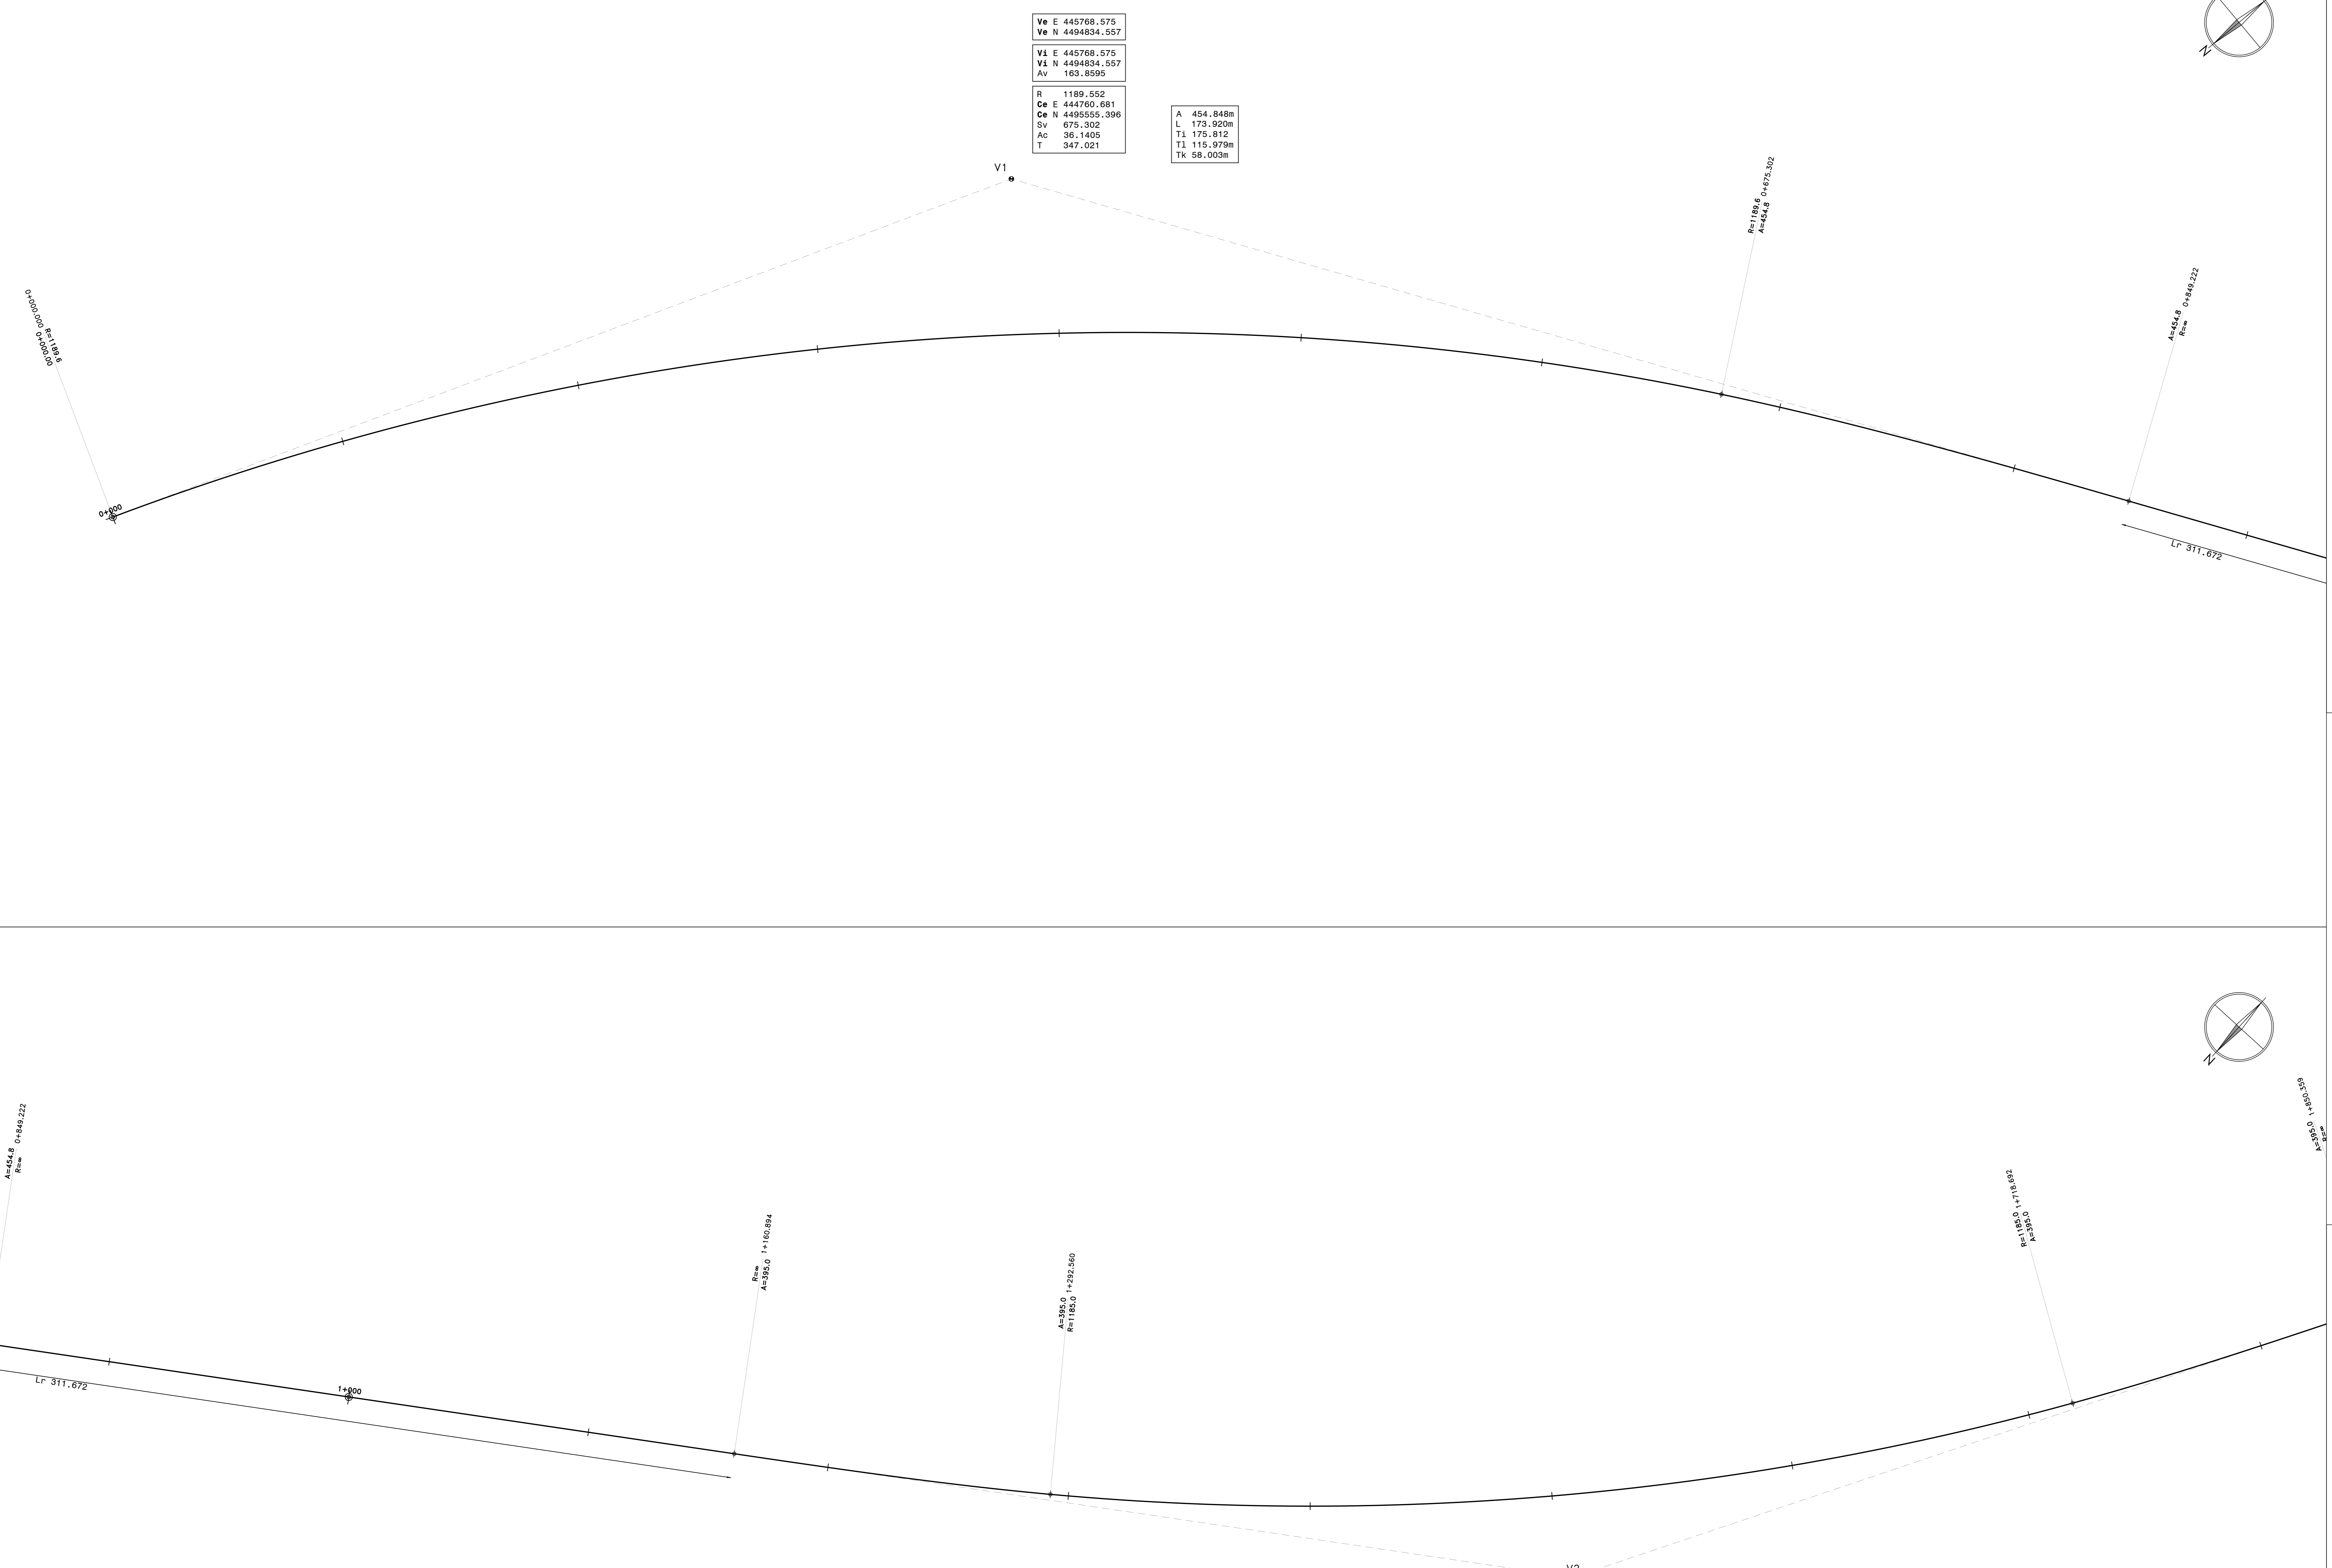 Ve E 445768.575
Ve N 4494834.557
Vi E 445768.575
Vi N 4494834.557
Av 163.8595
R 1189.552
Ce E 444760.681
Ce N 4495555.396
Sv 675.302
Ac 36.1405
T 347.021
A 454.848m
L 173.920m
Ti 175.812
Tl 115.979m
Tk 58.003m
N
V1
R=1189.6 0+675.302
A=454.8
A=454.8 0+849.222
R=∞
0+000.000 R=1189.6
0+000.00
0+000
Lr 311.672
N
A=454.8 0+849.222
R=∞
R=∞ 1+160.894
A=395.0
A=395.0 1+292.560
R=1185.0
R=1185.0 1+718.692
A=395.0
A=395.0 1+850.359
R=∞
1+000
Lr 311.672